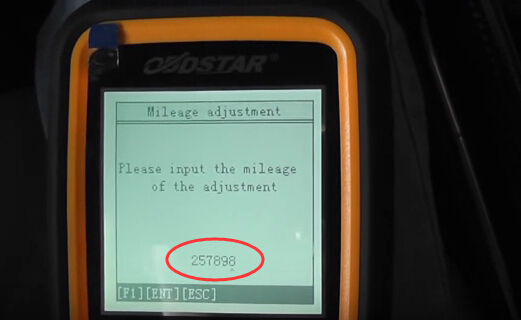 OBDSTAR®
Mileage adjustment
Please input the mileage
of the adjustment
257898
[F1][ENT][ESC]